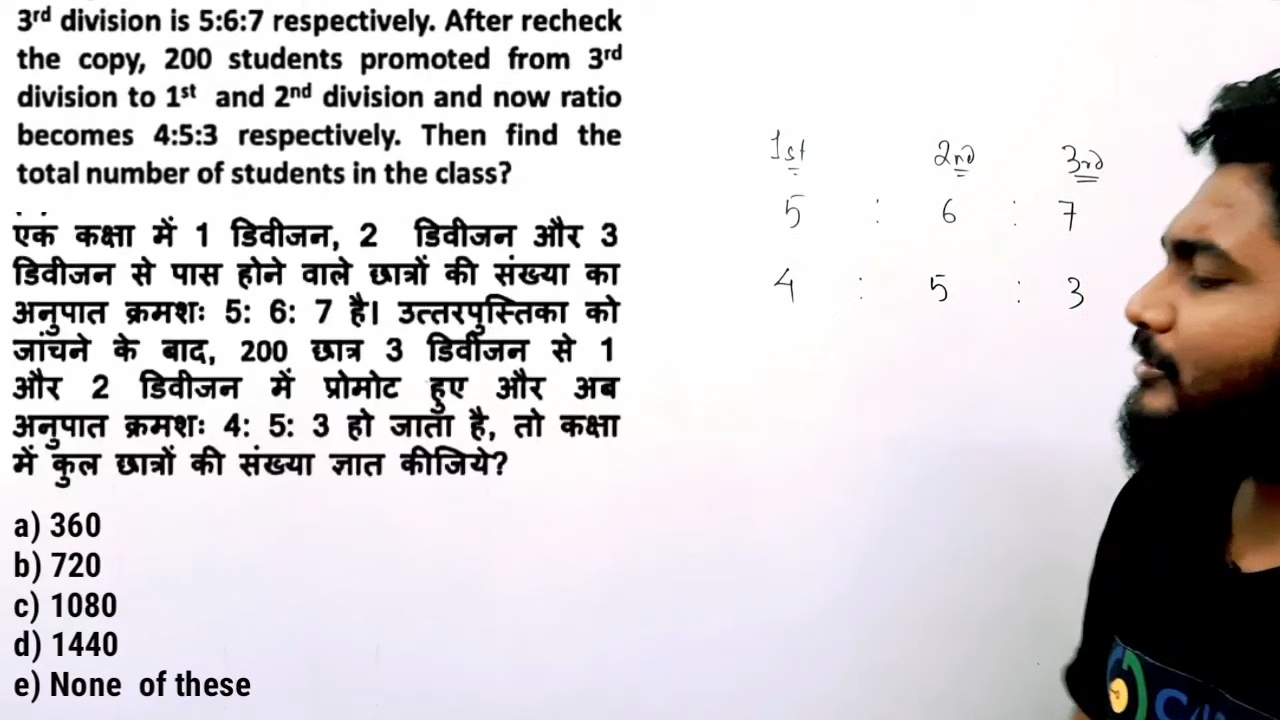 3rd division is 5:6:7 respectively. After recheck
the copy, 200 students promoted from 3rd
division to 1st and 2nd division and now ratio
becomes 4:5:3 respectively. Then find the
total number of students in the class?
एक कक्षा में 1 डिवीजन, 2 डिवीजन और 3
डिवीजन से पास होने वाले छात्रों की संख्या का
अनुपात क्रमशः 5: 6: 7 है। उत्तरपुस्तिका को
जांचने के बाद, 200 छात्र 3 डिवीजन से 1
और 2 डिवीजन में प्रोमोट हुए और अब
अनुपात क्रमशः 4: 5: 3 हो जाता है, तो कक्षा
में कुल छात्रों की संख्या ज्ञात कीजिये?
a) 360
b) 720
c) 1080
d) 1440
e) None of these
1st 2nd 3rd
5 : 6 : 7
4 : 5 : 3